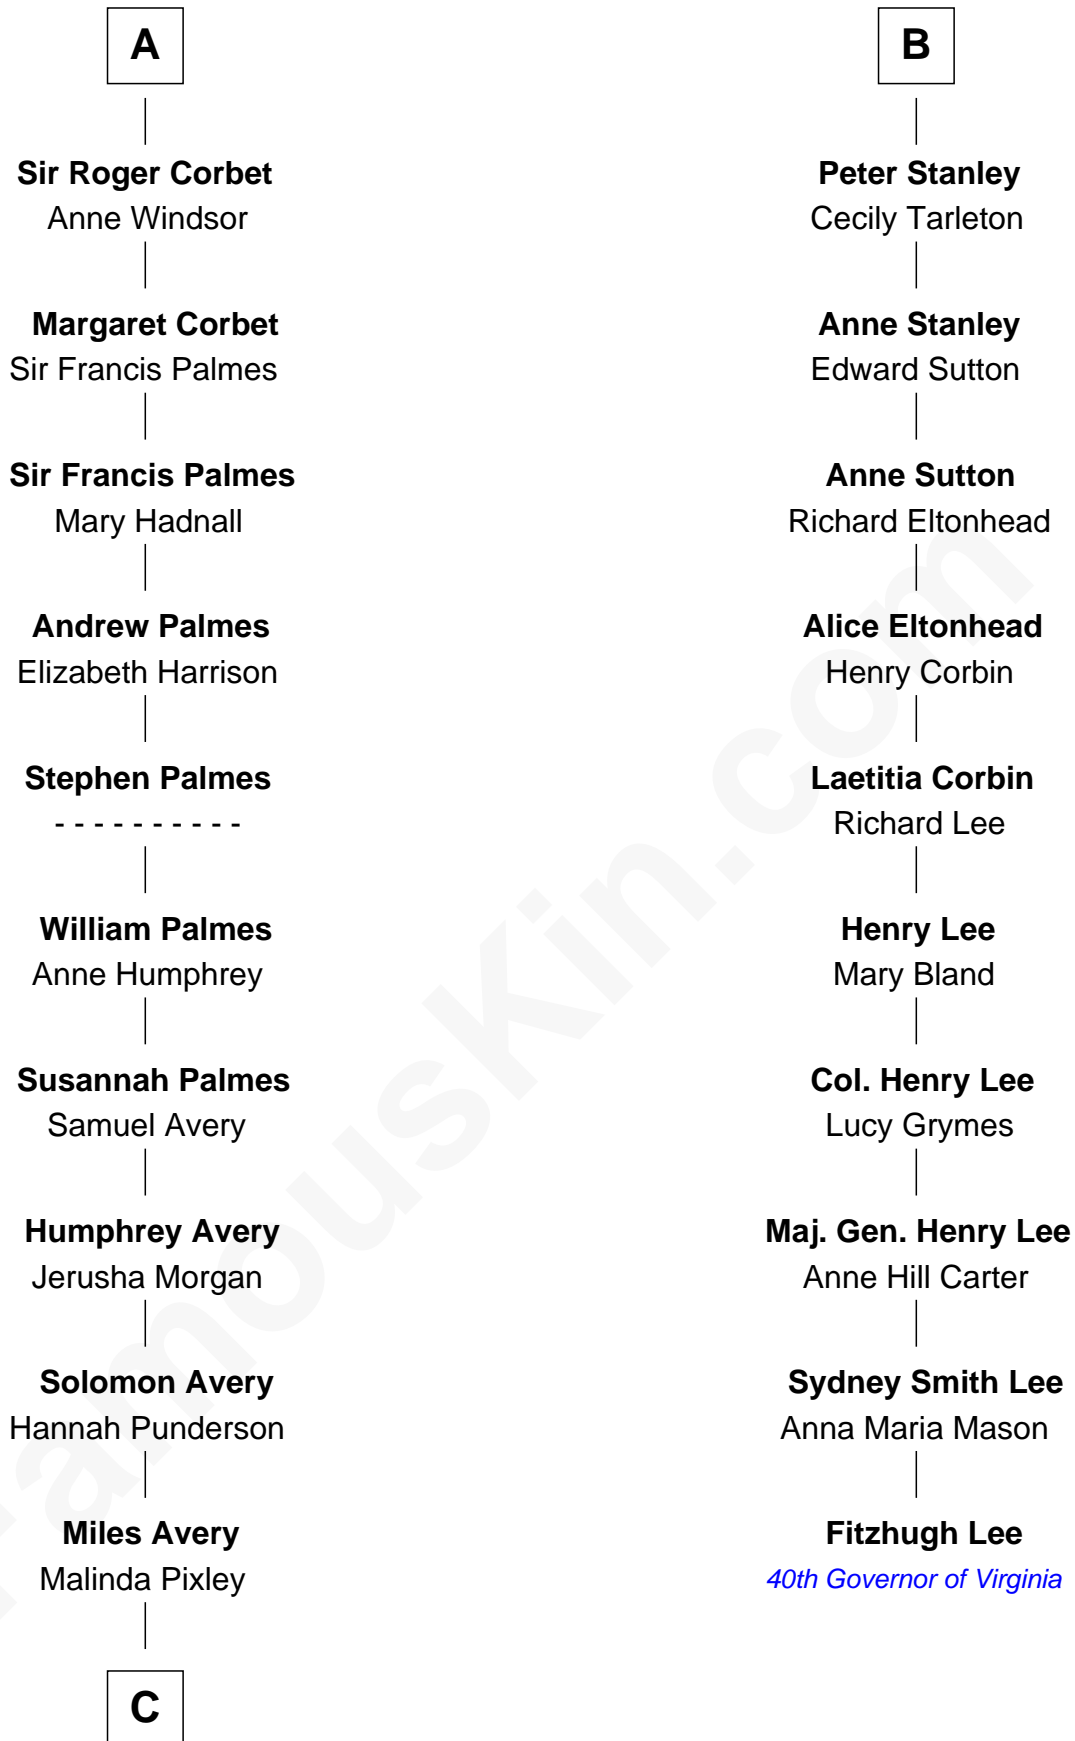 A
Sir Roger Corbet
Anne Windsor
Margaret Corbet
Sir Francis Palmes
Sir Francis Palmes
Mary Hadnall
Andrew Palmes
Elizabeth Harrison
Stephen Palmes
- - - - - - - - - -
William Palmes
Anne Humphrey
Susannah Palmes
Samuel Avery
Humphrey Avery
Jerusha Morgan
Solomon Avery
Hannah Punderson
Miles Avery
Malinda Pixley
C
B
Peter Stanley
Cecily Tarleton
Anne Stanley
Edward Sutton
Anne Sutton
Richard Eltonhead
Alice Eltonhead
Henry Corbin
Laetitia Corbin
Richard Lee
Henry Lee
Mary Bland
Col. Henry Lee
Lucy Grymes
Maj. Gen. Henry Lee
Anne Hill Carter
Sydney Smith Lee
Anna Maria Mason
Fitzhugh Lee
40th Governor of Virginia
FamousKin.com